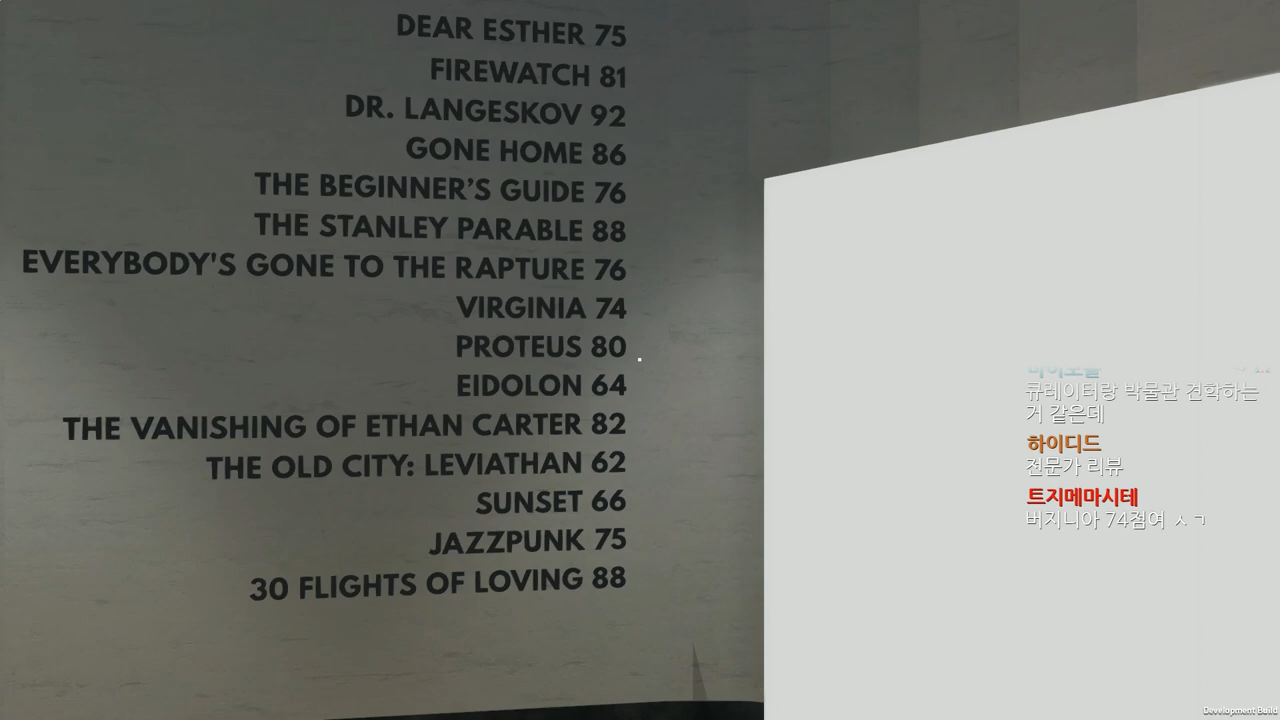 DEAR ESTHER 75
FIREWATCH 81
DR. LANGESKOV 92
GONE HOME 86
THE BEGINNER’S GUIDE 76
THE STANLEY PARABLE 88
EVERYBODY'S GONE TO THE RAPTURE 76
VIRGINIA 74
PROTEUS 80
EIDOLON 64
THE VANISHING OF ETHAN CARTER 82
THE OLD CITY: LEVIATHAN 62
SUNSET 66
JAZZPUNK 75
30 FLIGHTS OF LOVING 88
큐레이터랑 박물관 견학하는
거 같은데
하이디드
전문가 리뷰
트지메마시테
버지니아 74점여 ㅅㄱ
Development Build